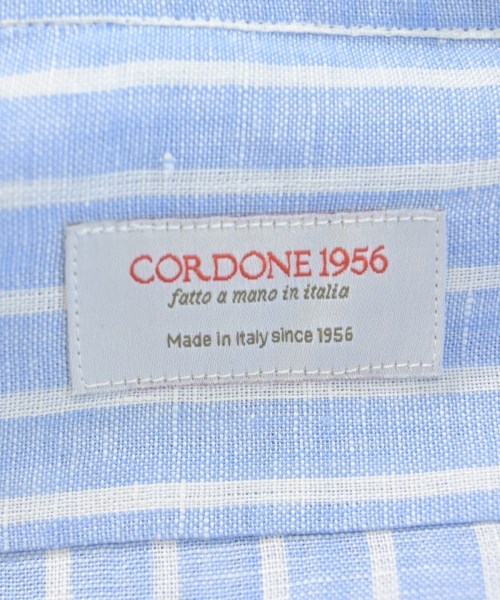 CORDONE 1956
fatto a mano in italia
Made in Italy since 1956